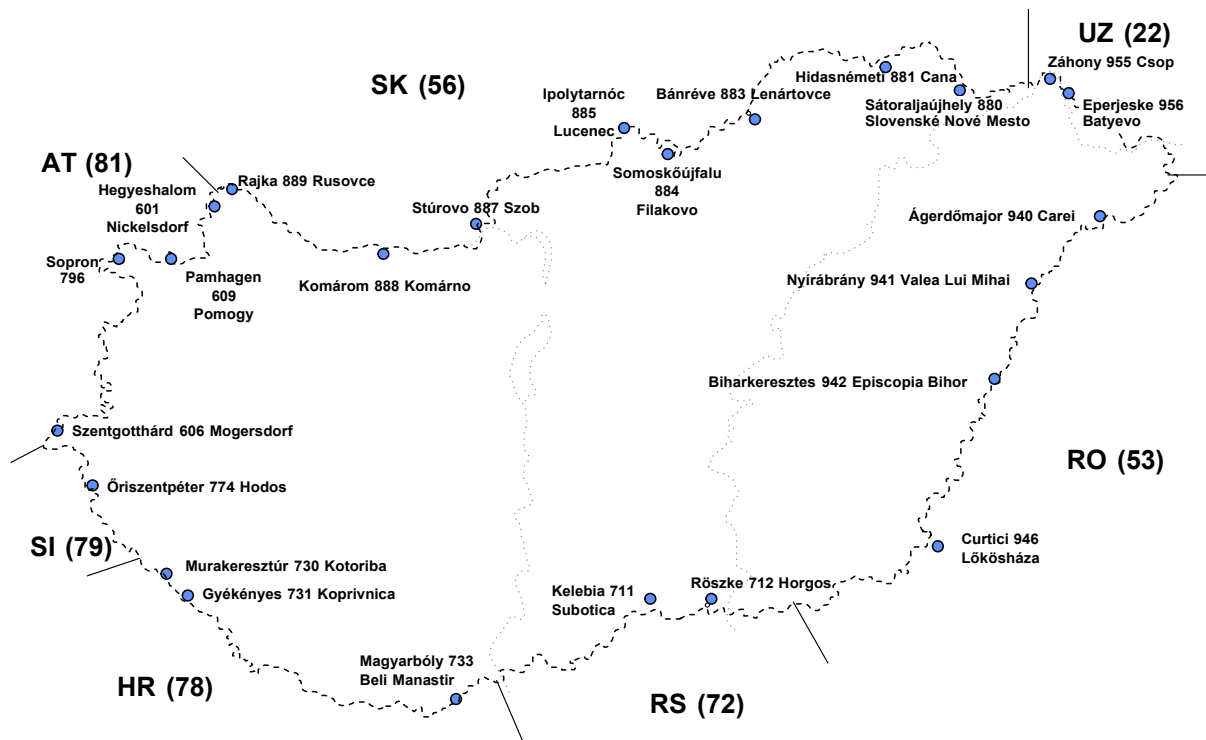 UZ (22)
Záhony 955 Csop
SK (56)
Hidasnémeti 881 Cana
Ipolytarnóc
885
Lucenec
Bánréve 883 Lenártovce
Sátoraljaújhely 880
Slovenské Nové Mesto
Eperjeske 956
Batyevo
AT (81)
Somoskőújfalu
884
Filakovo
Rajka 889 Rusovce
Hegyeshalom
601
Nickelsdorf
Stúrovo 887 Szob
Ágerdőmajor 940 Carei
Sopron
796
Pamhagen
609
Pomogy
Komárom 888 Komárno
Nyírábrány 941 Valea Lui Mihai
Biharkeresztes 942 Episcopia Bihor
Szentgotthárd 606 Mogersdorf
RO (53)
Őriszentpéter 774 Hodos
SI (79)
Curtici 946
Lőkösháza
Murakeresztúr 730 Kotoriba
Gyékényes 731 Koprivnica
Kelebia 711
Subotica
Röszke 712 Horgos
Magyarbóly 733
Beli Manastir
HR (78)
RS (72)